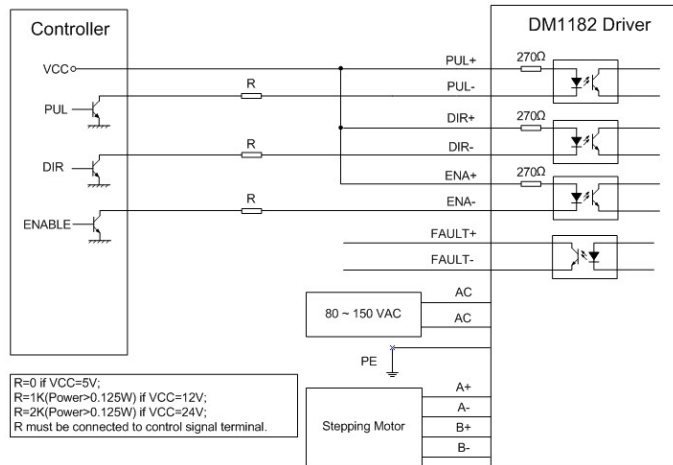 Controller
DM1182 Driver
VCC
PUL+
270Ω
R
PUL-
PUL
DIR+
270Ω
R
DIR-
DIR
ENA+
270Ω
R
ENA-
ENABLE
FAULT+
FAULT-
AC
80 ~ 150 VAC
AC
PE
R=0 if VCC=5V;
R=1K(Power>0.125W) if VCC=12V;
R=2K(Power>0.125W) if VCC=24V;
R must be connected to control signal terminal.
A+
A-
Stepping Motor
B+
B-